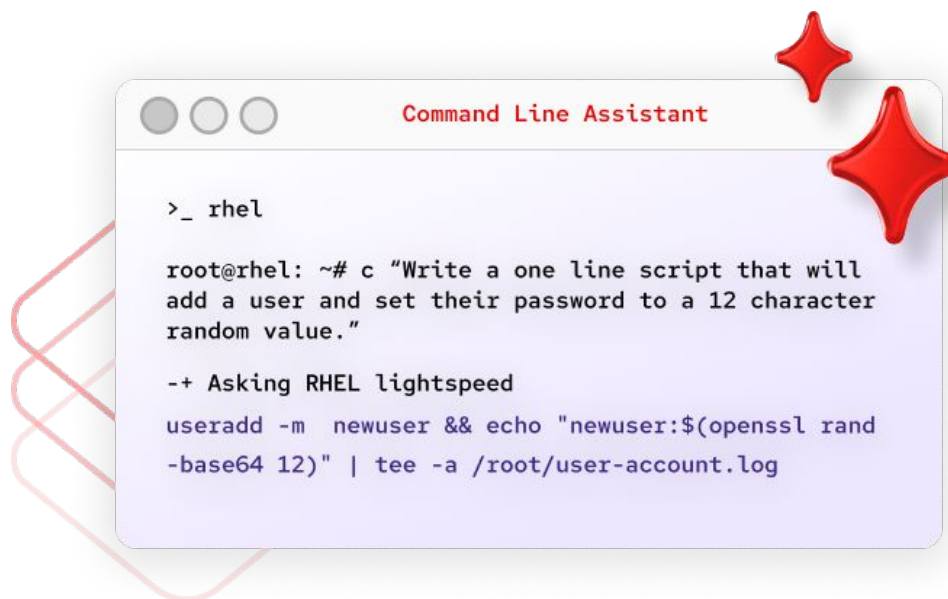 Command Line Assistant
>_ rhel
root@rhel: ~# c “Write a one line script that will
add a user and set their password to a 12 character
random value.”
-+ Asking RHEL lightspeed
useradd -m  newuser && echo "newuser:$(openssl rand
-base64 12)" | tee -a /root/user-account.log